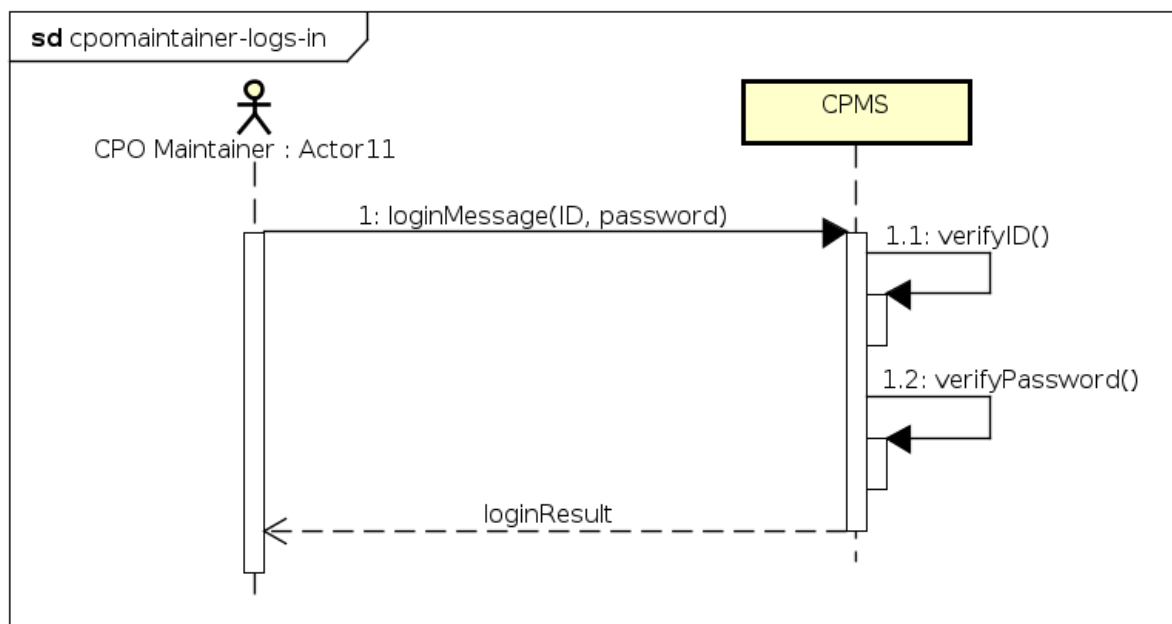 sd cpomaintainer-logs-in
CPMS
CPO Maintainer : Actor11
1: loginMessage(ID, password)
1.1: verifyID()
1.2: verifyPassword()
loginResult